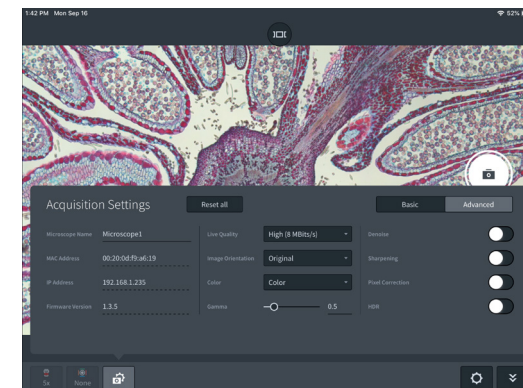 1:42 PM Mon Sep 16
52%
Acquisition Settings
Reset all
Basic
Advanced
Microscope Name
Microscope1
Live Quality
High (8 MBits/s)
Denoise
MAC Address
00:20:0d:f9:a6:19
Image Orientation
Original
Sharpening
IP Address
192.168.1.235
Color
Color
Pixel Correction
Firmware Version
1.3.5
Gamma
0.5
HDR
5x
None